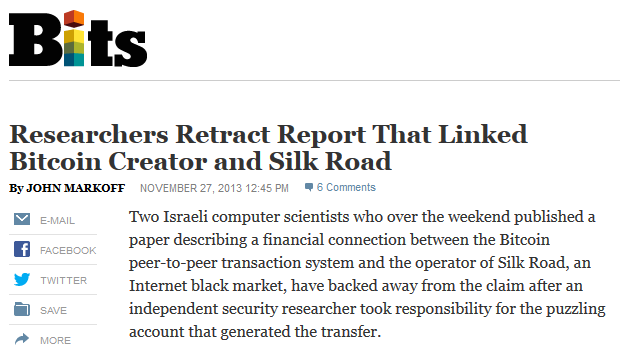 Bits
Researchers Retract Report That Linked
Bitcoin Creator and Silk Road
By JOHN MARKOFF NOVEMBER 27, 2013 12:45 PM 6 Comments
E-MAIL
FACEBOOK
TWITTER
SAVE
MORE
Two Israeli computer scientists who over the weekend published a
paper describing a financial connection between the Bitcoin
peer-to-peer transaction system and the operator of Silk Road, an
Internet black market, have backed away from the claim after an
independent security researcher took responsibility for the puzzling
account that generated the transfer.